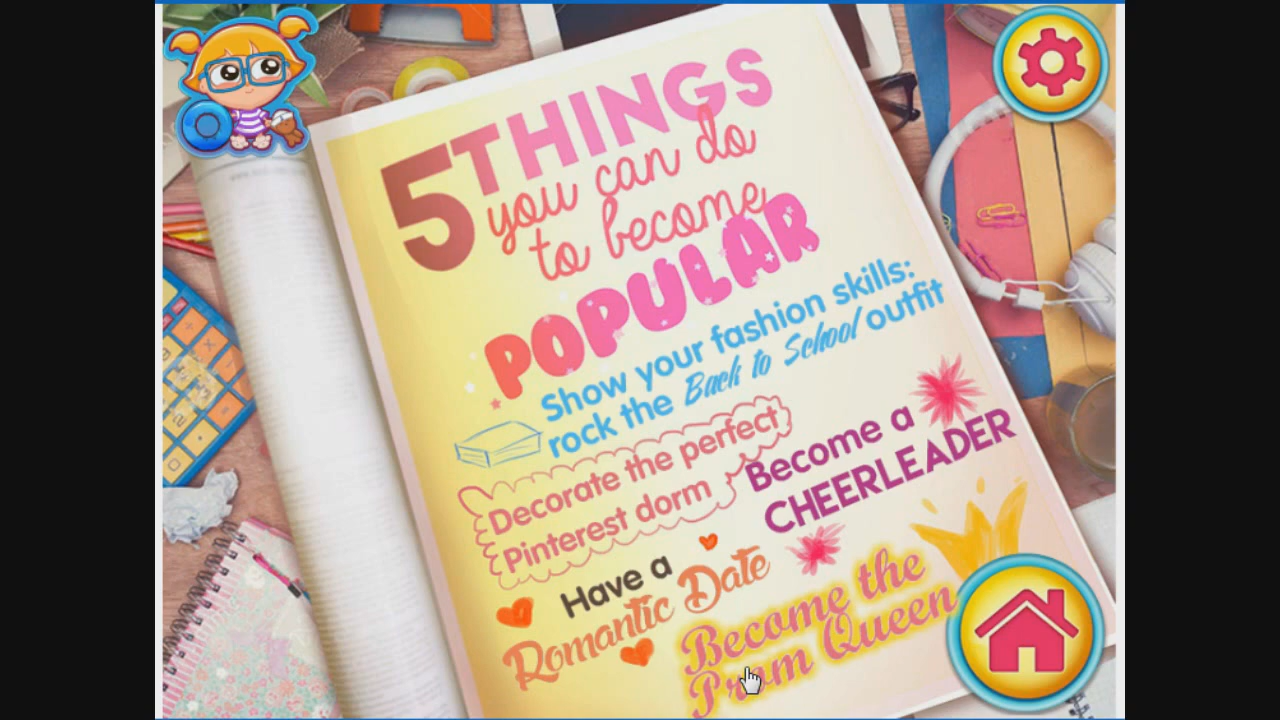 5 THINGS
you can do
to become
POPULAR
Show your fashion skills:
rock the Back to School outfit
Decorate the perfect
Pinterest dorm
Become a
CHEERLEADER
Have a
Romantic Date
Become the
Prom Queen